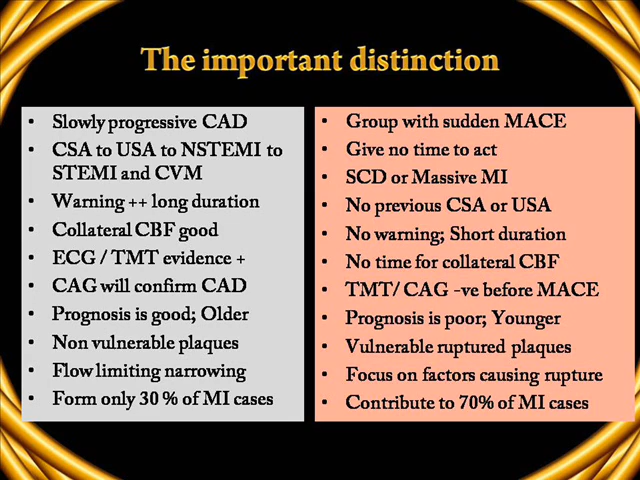 The important distinction
• Slowly progressive CAD
• CSA to USA to NSTEMI to
STEMI and CVM
• Warning ++ long duration
• Collateral CBF good
• ECG / TMT evidence +
• CAG will confirm CAD
• Prognosis is good; Older
• Non vulnerable plaques
• Flow limiting narrowing
• Form only 30 % of MI cases
• Group with sudden MACE
• Give no time to act
• SCD or Massive MI
• No previous CSA or USA
• No warning; Short duration
• No time for collateral CBF
• TMT/ CAG -ve before MACE
• Prognosis is poor; Younger
• Vulnerable ruptured plaques
• Focus on factors causing rupture
• Contribute to 70% of MI cases